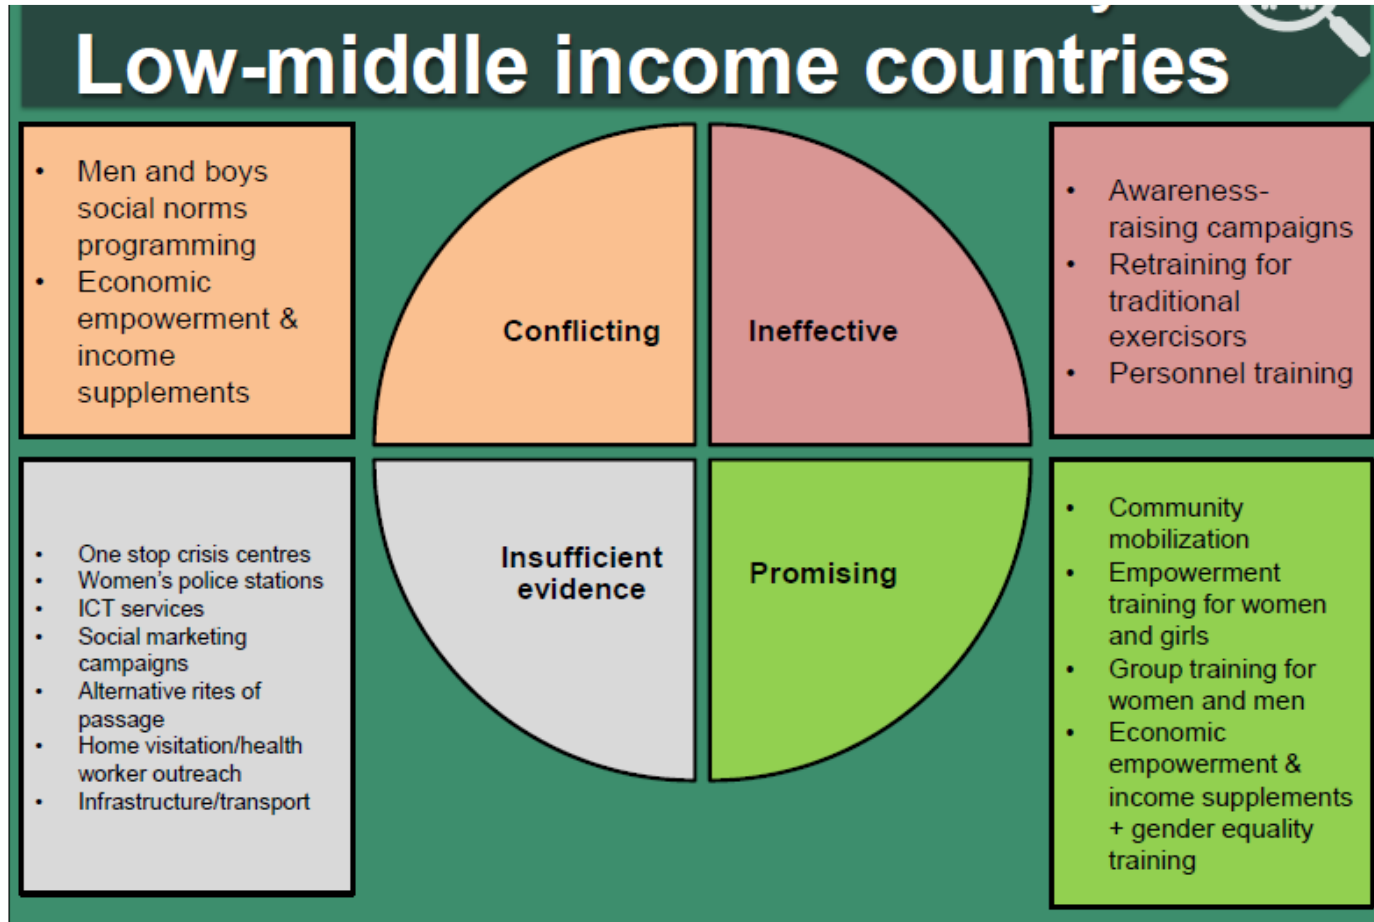 Low-middle income countries
• Men and boys
social norms
programming
• Economic
empowerment &
income
supplements
Conflicting
Ineffective
• Awareness-
raising campaigns
• Retraining for
traditional
exercisors
• Personnel training
• One stop crisis centres
• Women's police stations
• ICT services
• Social marketing
campaigns
• Alternative rites of
passage
• Home visitation/health
worker outreach
• Infrastructure/transport
Insufficient
evidence
Promising
• Community
mobilization
• Empowerment
training for women
and girls
• Group training for
women and men
• Economic
empowerment &
income supplements
+ gender equality
training